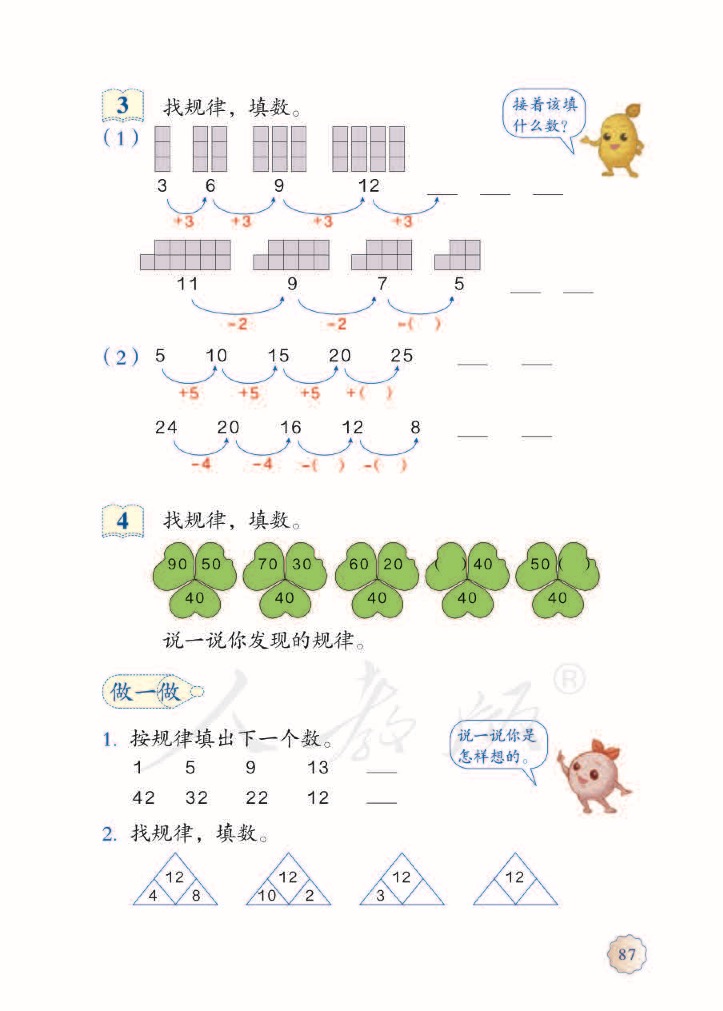 3 找规律，填数。
接着该填
什么数？
(1)
3 6 9 12 ___ ___ ___
+3 +3 +3 +3
11 9 7 5 ___ ___
-2 -2 -( )
(2) 5 10 15 20 25 ___ ___
+5 +5 +5 +( )
24 20 16 12 8 ___ ___
-4 -4 -( ) -( )
4 找规律，填数。
90 50 70 30 60 20 ( ) 40 50 ( )
40 40 40 40 40
说一说你发现的规律。
做一做
人教版®
1. 按规律填出下一个数。
说一说你是
怎样想的。
1 5 9 13 ___
42 32 22 12 ___
2. 找规律，填数。
12 12 12 12
4 8 10 2 3
87